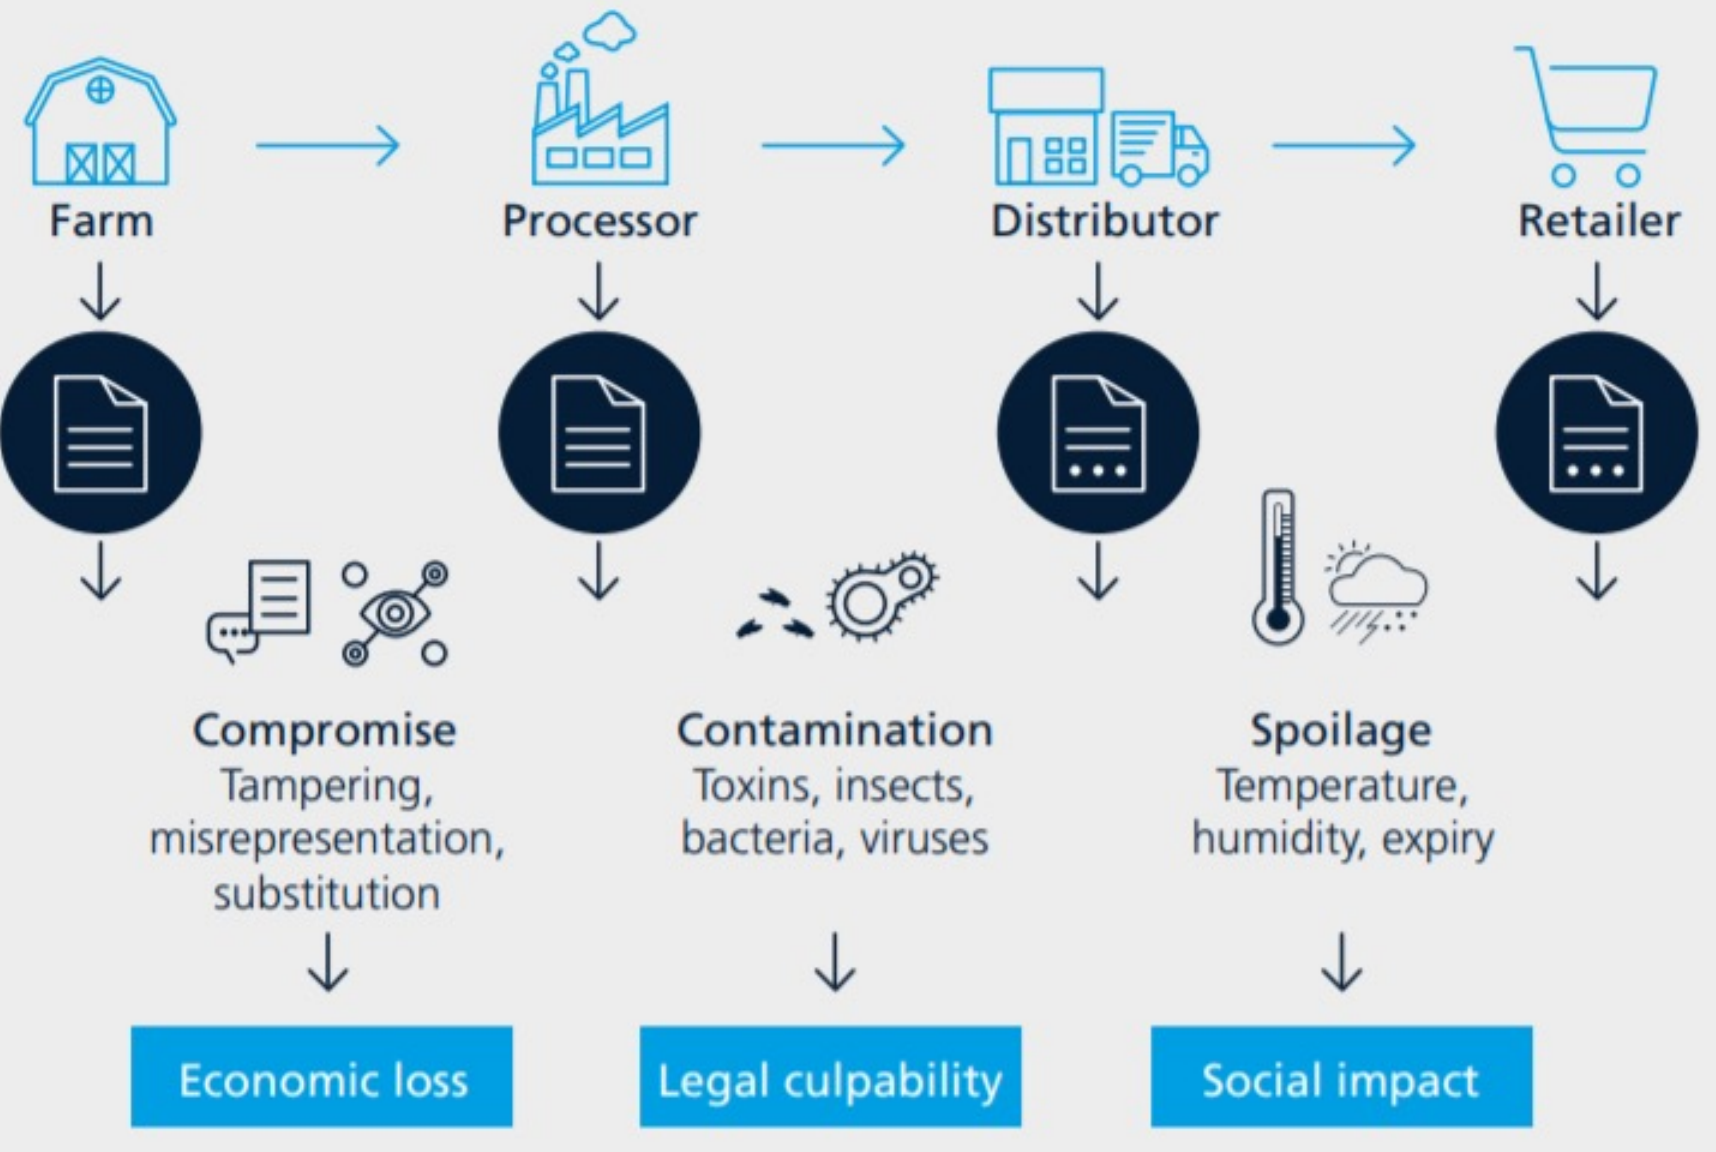 Farm
Processor
Distributor
Retailer
Compromise
Tampering,
misrepresentation,
substitution
Contamination
Toxins, insects,
bacteria, viruses
Spoilage
Temperature,
humidity, expiry
Economic loss
Legal culpability
Social impact